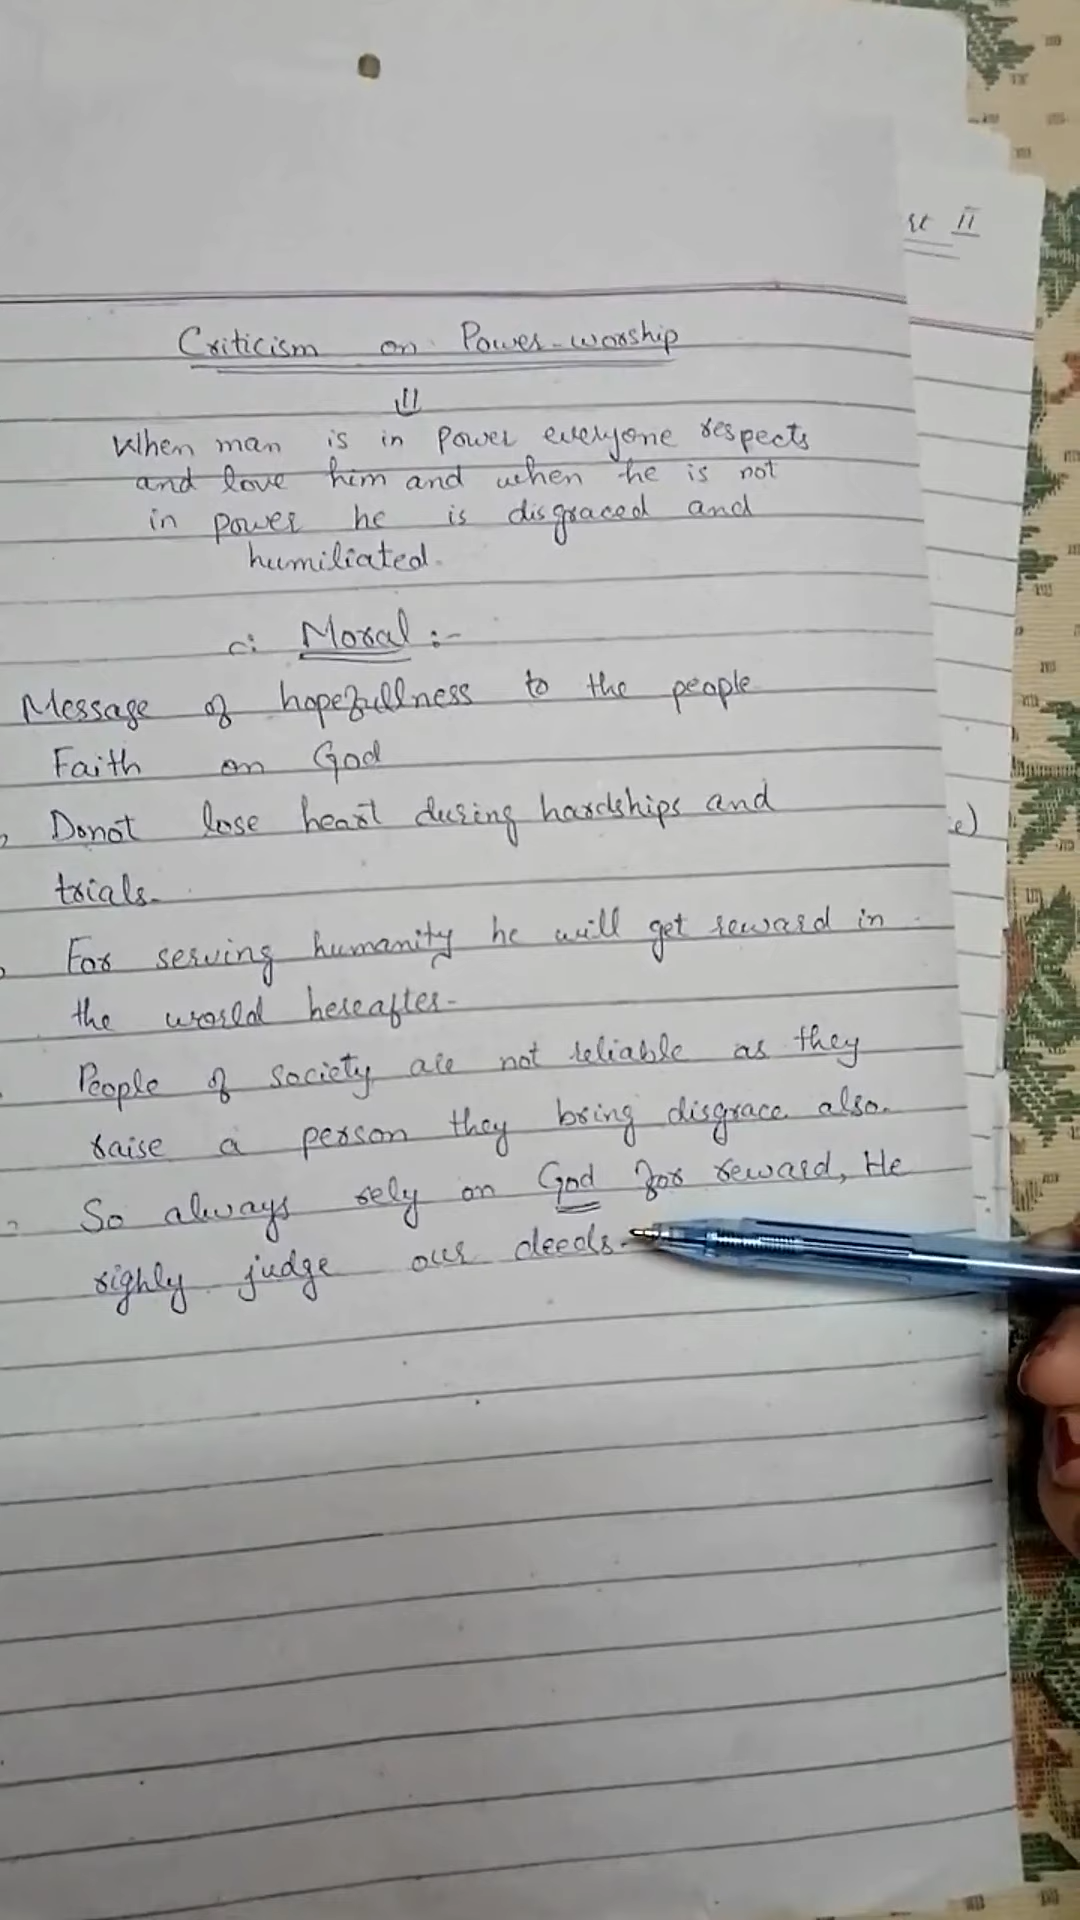 rt II
Criticism on Power-worship
⇓
When man is in power everyone respects
and love him and when he is not
in power he is disgraced and
humiliated.
c: Moral :-
Message of hopefullness to the people
Faith on God
Donot lose heart during hardships and
trials.
For serving humanity he will get reward in
the world hereafter.
People of society are not reliable as they
raise a person they bring disgrace also.
So always rely on God for reward, He
righly judge our deeds.
e)